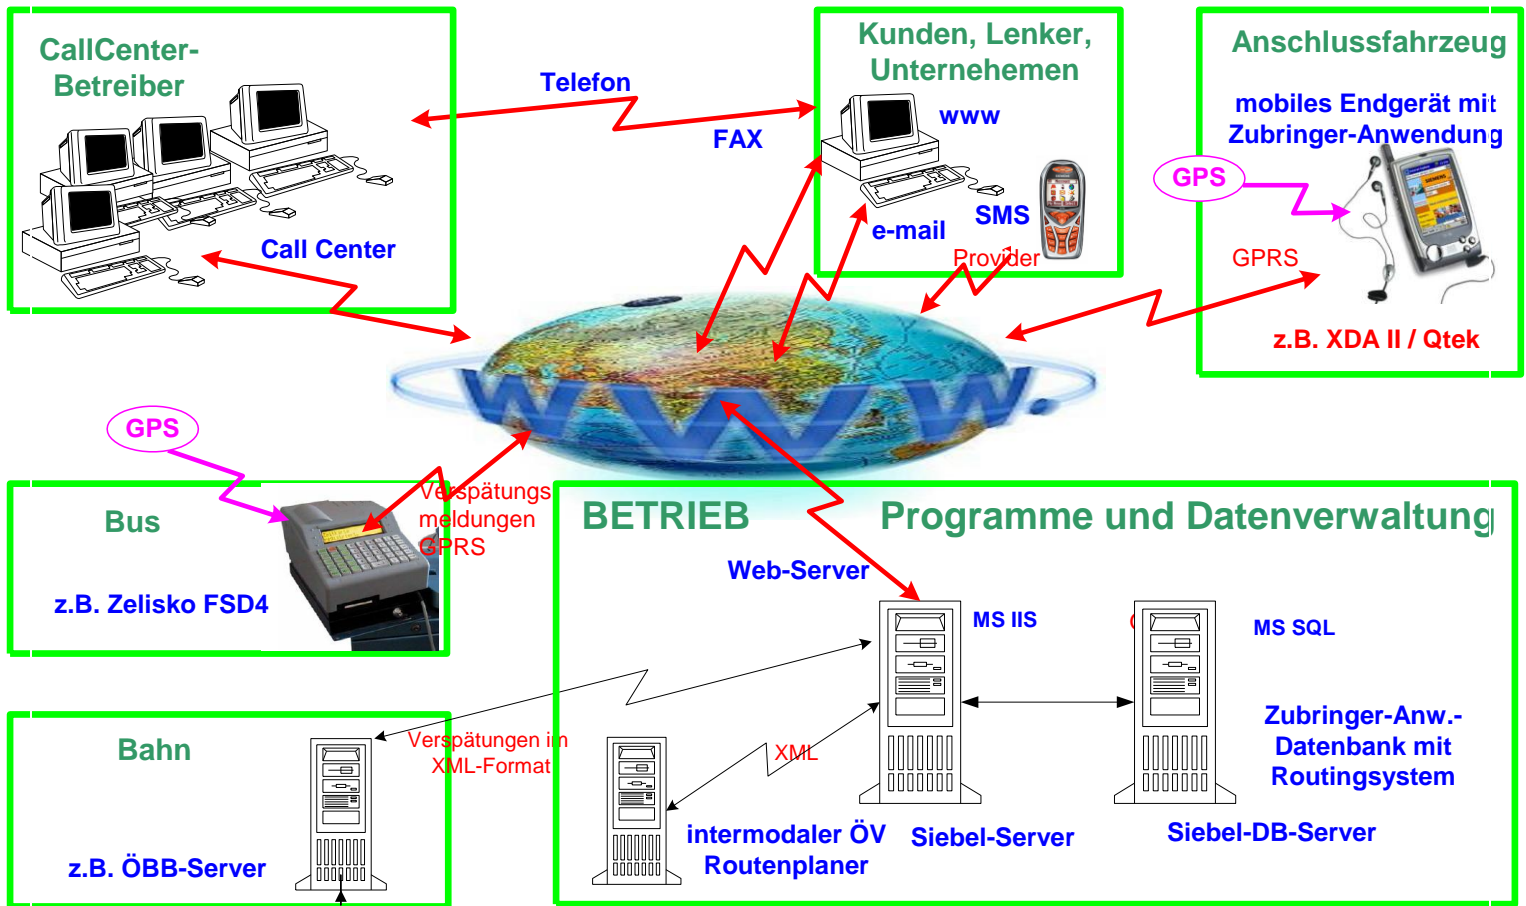 CallCenter-
Betreiber
Call Center
Telefon
FAX
Kunden, Lenker,
Unternehemen
www
SMS
e-mail
Provider
Anschlussfahrzeug
mobiles Endgerät mit
Zubringer-Anwendung
GPS
SIEMENS
GPRS
z.B. XDA II / Qtek
WWW
GPS
Bus
z.B. Zelisko FSD4
Verspätungs
meldungen
GPRS
BETRIEB
Programme und Datenverwaltung
Web-Server
MS IIS
MS SQL
Zubringer-Anw.-
Datenbank mit
Routingsystem
Siebel-DB-Server
Siebel-Server
XML
intermodaler ÖV
Routenplaner
Bahn
Verspätungen im
XML-Format
z.B. ÖBB-Server